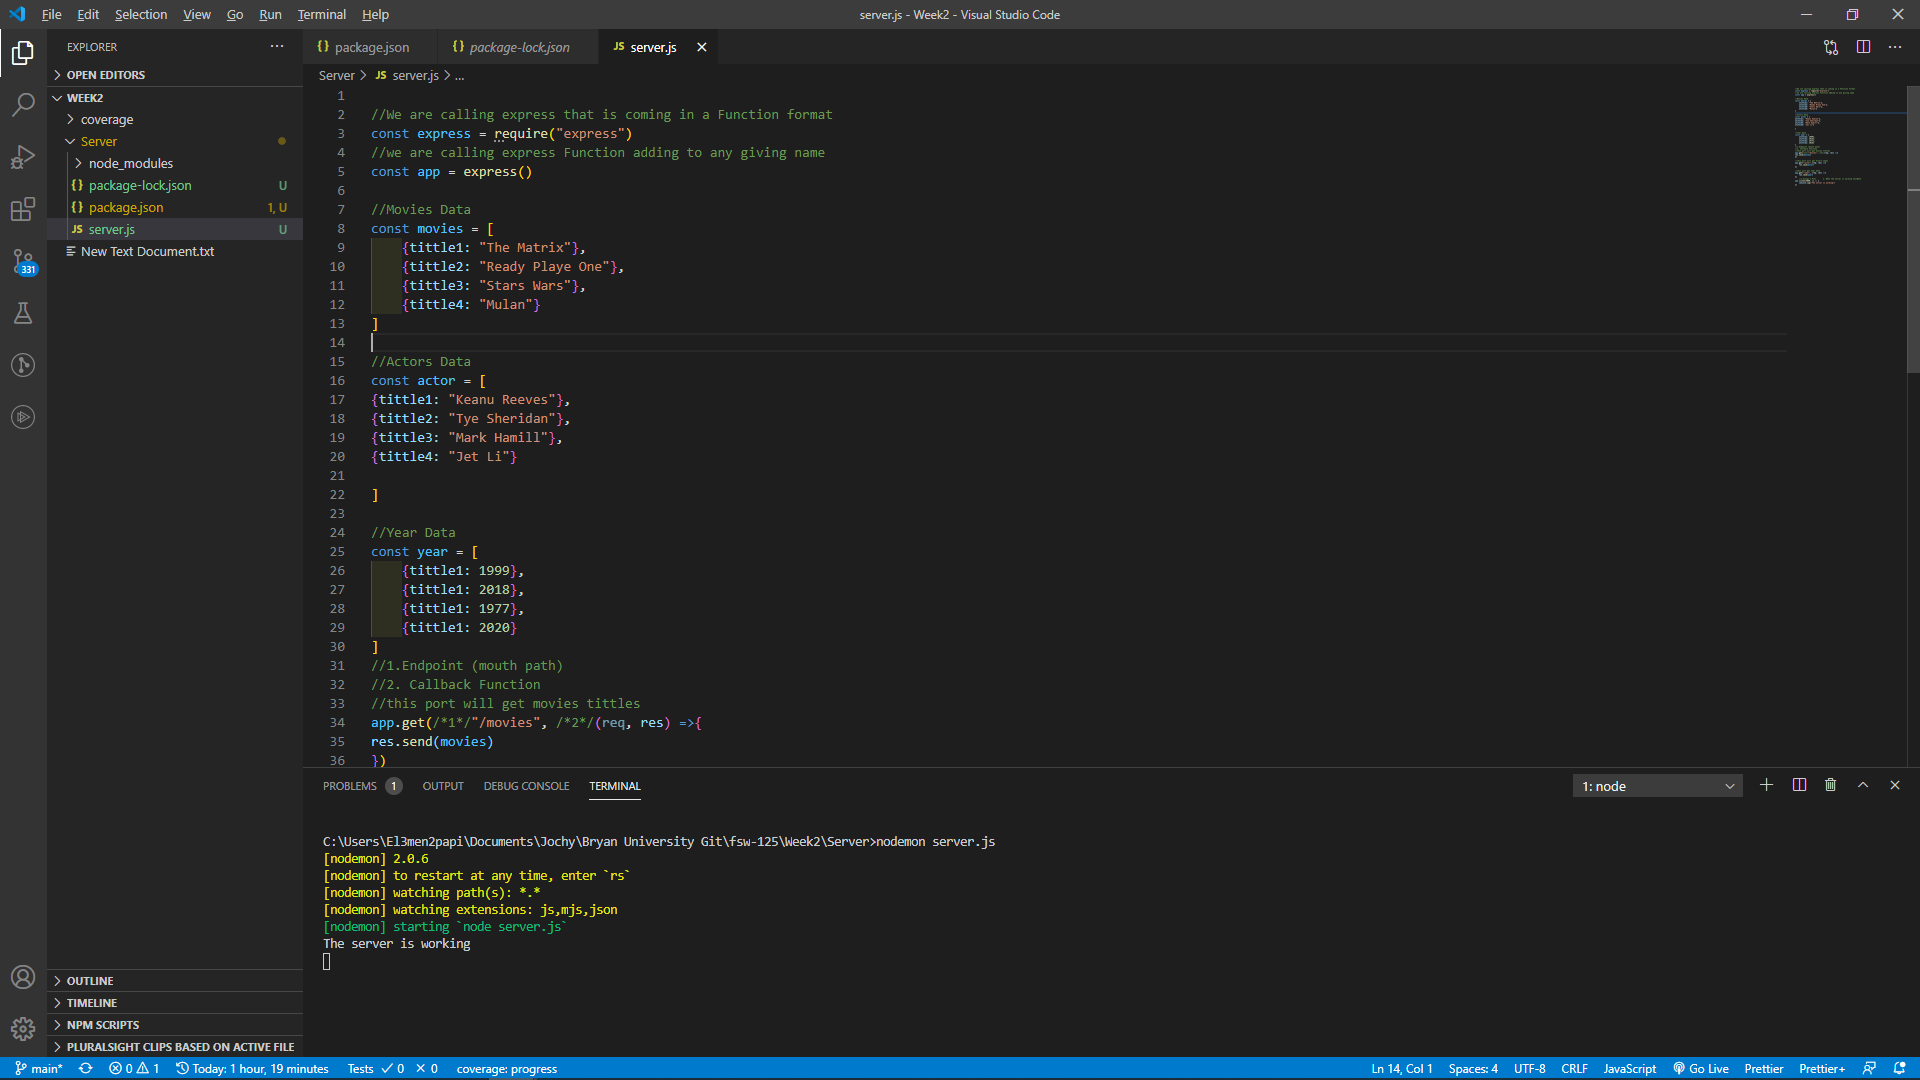 File Edit Selection View Go Run Terminal Help
server.js - Week2 - Visual Studio Code
EXPLORER
OPEN EDITORS
WEEK2
coverage
Server
node_modules
{} package-lock.json U
{} package.json 1, U
JS server.js U
New Text Document.txt
331
OUTLINE
TIMELINE
NPM SCRIPTS
PLURALSIGHT CLIPS BASED ON ACTIVE FILE
{} package.json {} package-lock.json JS server.js
Server > JS server.js > ...
1
2 //We are calling express that is coming in a Function format
3 const express = require("express")
4 //we are calling express Function adding to any giving name
5 const app = express()
6
7 //Movies Data
8 const movies = [
9 {tittle1: "The Matrix"},
10 {tittle2: "Ready Playe One"},
11 {tittle3: "Stars Wars"},
12 {tittle4: "Mulan"}
13 ]
14
15 //Actors Data
16 const actor = [
17 {tittle1: "Keanu Reeves"},
18 {tittle2: "Tye Sheridan"},
19 {tittle3: "Mark Hamill"},
20 {tittle4: "Jet Li"}
21
22 ]
23
24 //Year Data
25 const year = [
26 {tittle1: 1999},
27 {tittle1: 2018},
28 {tittle1: 1977},
29 {tittle1: 2020}
30 ]
31 //1.Endpoint (mouth path)
32 //2. Callback Function
33 //this port will get movies tittles
34 app.get(/*1*/"/movies", /*2*/(req, res) =>{
35 res.send(movies)
36 })
PROBLEMS 1 OUTPUT DEBUG CONSOLE TERMINAL
1: node
C:\Users\El3men2papi\Documents\Jochy\Bryan University Git\fsw-125\Week2\Server>nodemon server.js
[nodemon] 2.0.6
[nodemon] to restart at any time, enter `rs`
[nodemon] watching path(s): *.*
[nodemon] watching extensions: js,mjs,json
[nodemon] starting `node server.js`
The server is working
main* 0 1 Today: 1 hour, 19 minutes Tests 0 0 coverage: progress
Ln 14, Col 1 Spaces: 4 UTF-8 CRLF JavaScript Go Live Prettier Prettier+